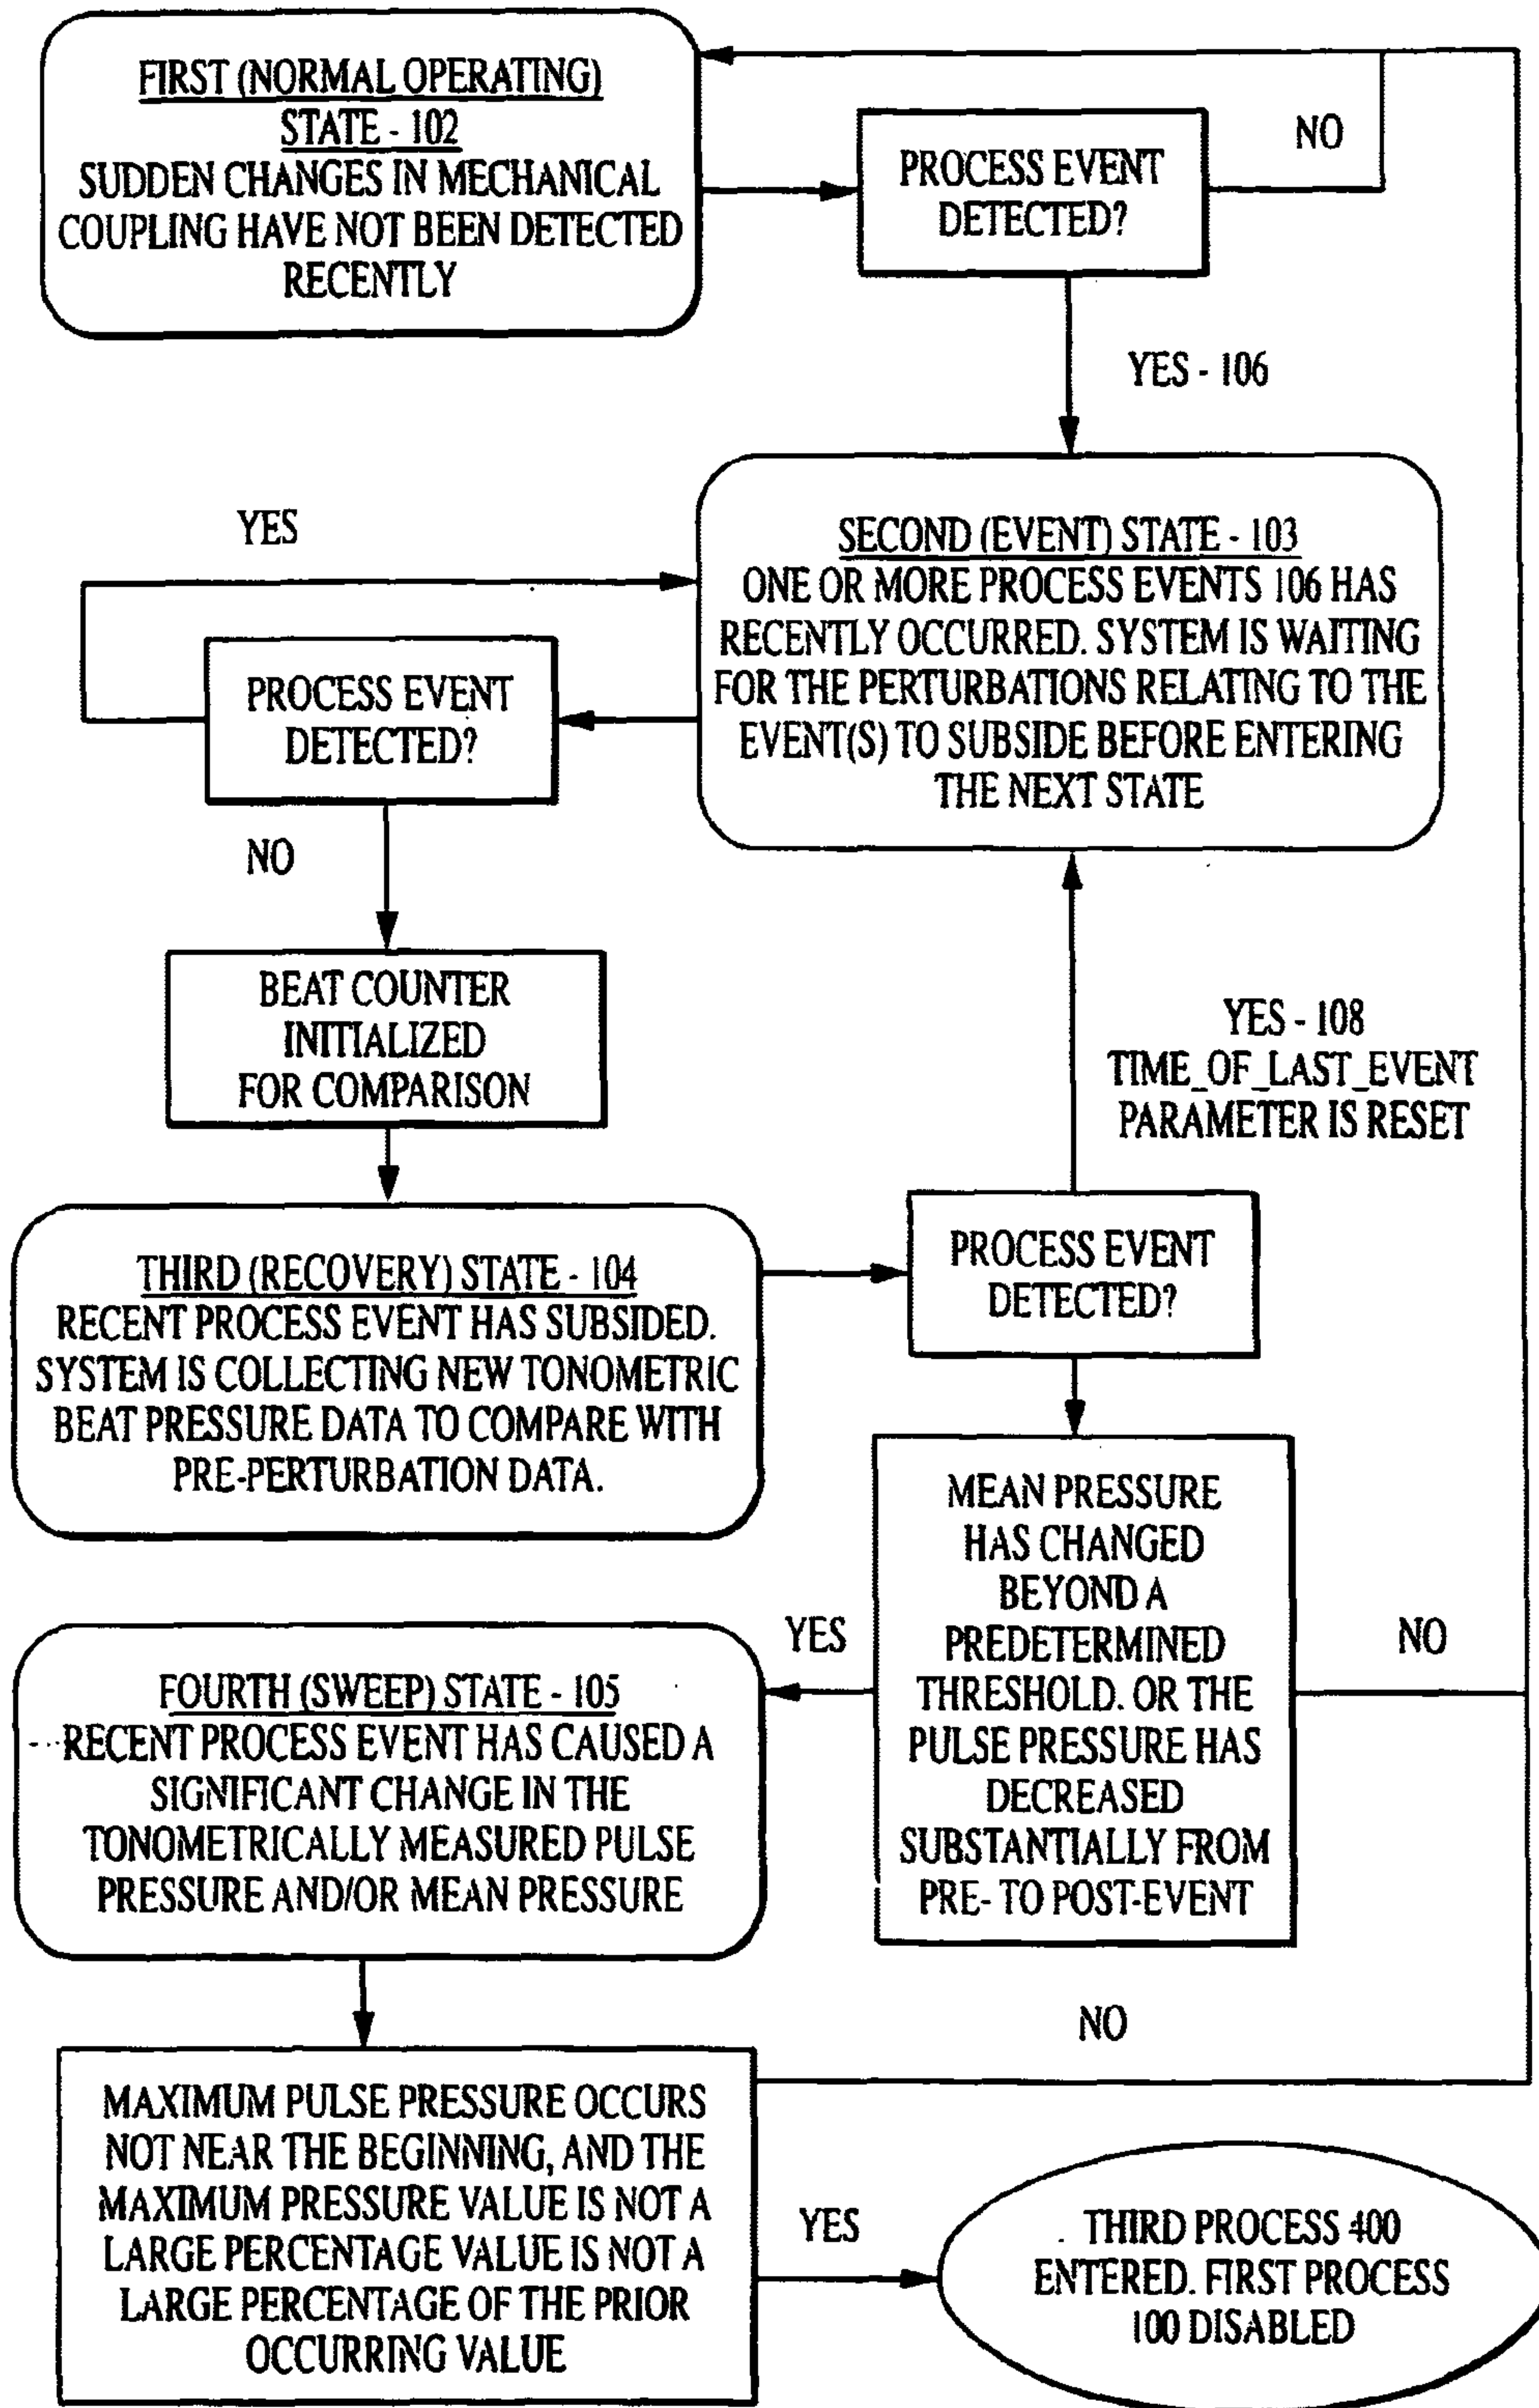 FIRST (NORMAL OPERATING)
STATE - 102
SUDDEN CHANGES IN MECHANICAL
COUPLING HAVE NOT BEEN DETECTED
RECENTLY
PROCESS EVENT
DETECTED?
NO
YES - 106
SECOND (EVENT) STATE - 103
ONE OR MORE PROCESS EVENTS 106 HAS
RECENTLY OCCURRED. SYSTEM IS WAITING
FOR THE PERTURBATIONS RELATING TO THE
EVENT(S) TO SUBSIDE BEFORE ENTERING
THE NEXT STATE
YES
PROCESS EVENT
DETECTED?
NO
BEAT COUNTER
INITIALIZED
FOR COMPARISON
YES - 108
TIME_OF_LAST_EVENT
PARAMETER IS RESET
THIRD (RECOVERY) STATE - 104
RECENT PROCESS EVENT HAS SUBSIDED.
SYSTEM IS COLLECTING NEW TONOMETRIC
BEAT PRESSURE DATA TO COMPARE WITH
PRE-PERTURBATION DATA.
PROCESS EVENT
DETECTED?
MEAN PRESSURE
HAS CHANGED
BEYOND A
PREDETERMINED
THRESHOLD. OR THE
PULSE PRESSURE HAS
DECREASED
SUBSTANTIALLY FROM
PRE- TO POST-EVENT
YES
NO
FOURTH (SWEEP) STATE - 105
RECENT PROCESS EVENT HAS CAUSED A
SIGNIFICANT CHANGE IN THE
TONOMETRICALLY MEASURED PULSE
PRESSURE AND/OR MEAN PRESSURE
NO
MAXIMUM PULSE PRESSURE OCCURS
NOT NEAR THE BEGINNING, AND THE
MAXIMUM PRESSURE VALUE IS NOT A
LARGE PERCENTAGE VALUE IS NOT A
LARGE PERCENTAGE OF THE PRIOR
OCCURRING VALUE
YES
THIRD PROCESS 400
ENTERED. FIRST PROCESS
100 DISABLED